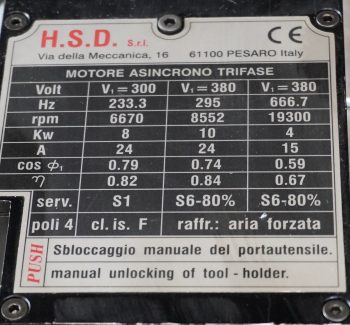 H.S.D. S.r.l. CE
Via della Meccanica, 16 61100 PESARO Italy
MOTORE ASINCRONO TRIFASE
Volt V₁=300 V₁=380 V₁=380
Hz 233.3 295 666.7
rpm 6670 8552 19300
Kw 8 10 4
A 24 24 15
cos ϕ₁ 0.79 0.74 0.59
η 0.82 0.84 0.67
serv. S1 S6-80% S6-80%
poli 4 cl. is. F raffr.: aria forzata
PUSH
Sbloccaggio manuale del portautensile.
manual unlocking of tool - holder.